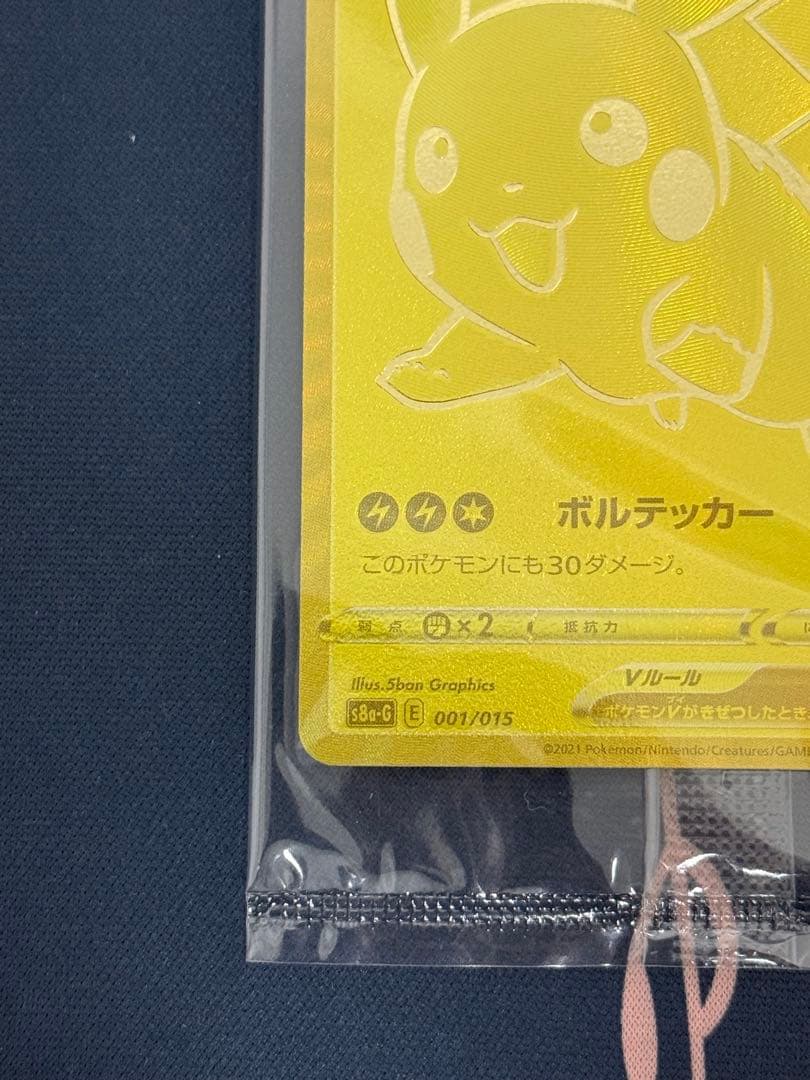 ボルテッカー
このポケモンにも30ダメージ。
弱点 ×2 抵抗力
Illus.5ban Graphics
Vルール
s8a-G E 001/015
ポケモンVがきぜつしたとき
©2021 Pokémon/Nintendo/Creatures/GAME